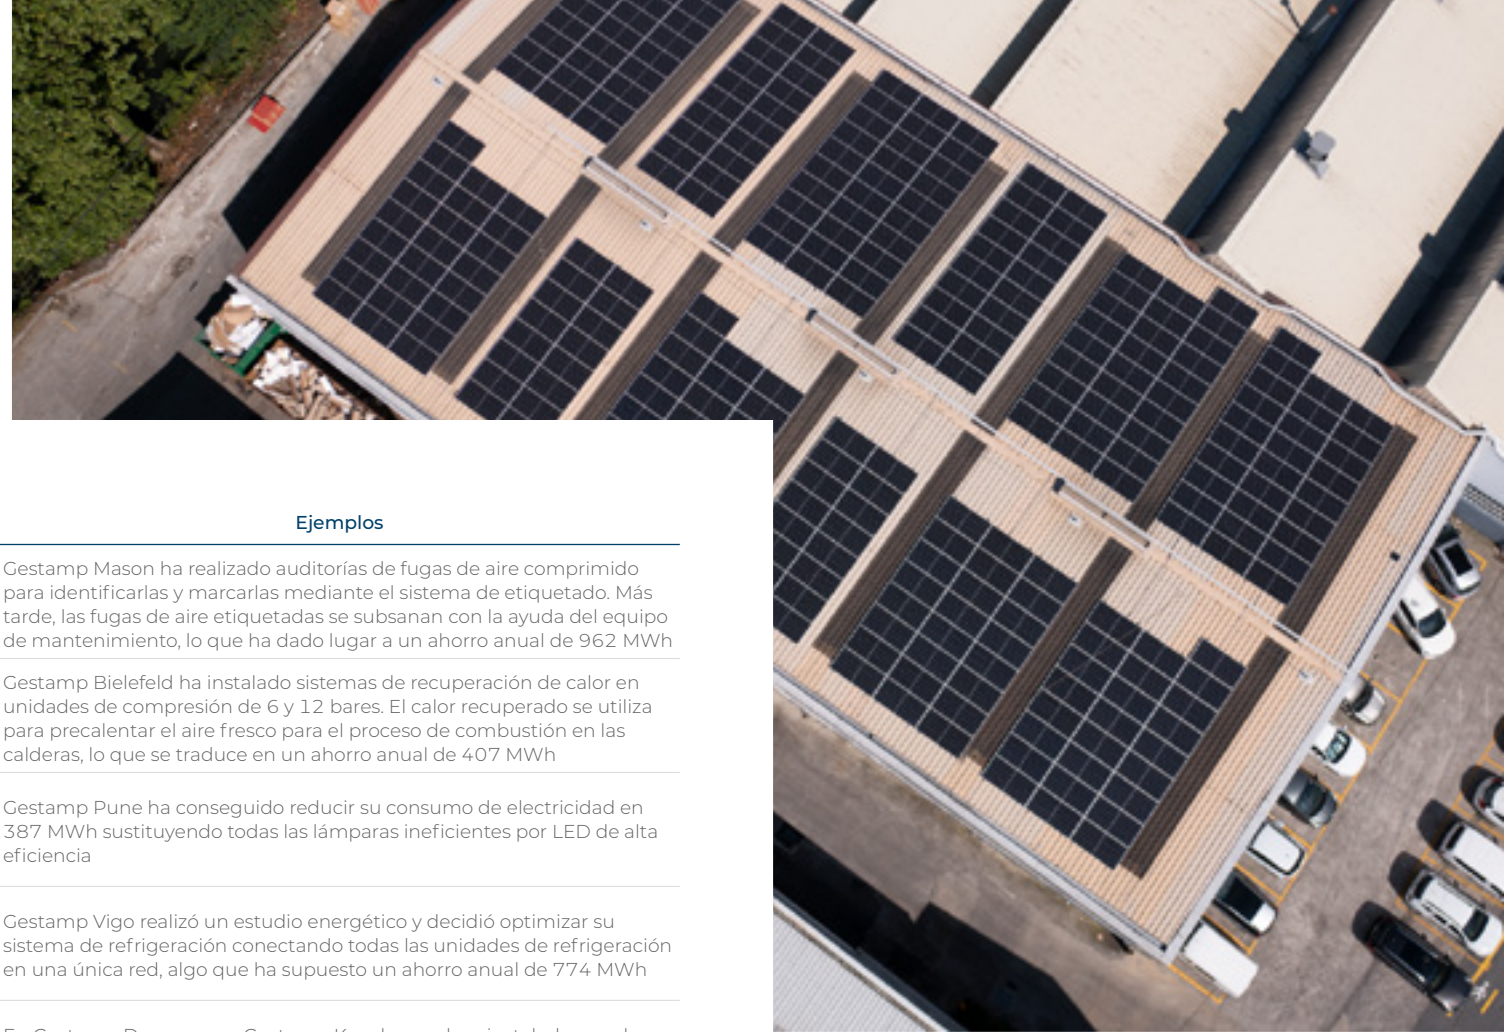 Ejemplos
Gestamp Mason ha realizado auditorías de fugas de aire comprimido
para identificarlas y marcarlas mediante el sistema de etiquetado. Más
tarde, las fugas de aire etiquetadas se subsanan con la ayuda del equipo
de mantenimiento, lo que ha dado lugar a un ahorro anual de 962 MWh
Gestamp Bielefeld ha instalado sistemas de recuperación de calor en
unidades de compresión de 6 y 12 bares. El calor recuperado se utiliza
para precalentar el aire fresco para el proceso de combustión en las
calderas, lo que se traduce en un ahorro anual de 407 MWh
Gestamp Pune ha conseguido reducir su consumo de electricidad en
387 MWh sustituyendo todas las lámparas ineficientes por LED de alta
eficiencia
Gestamp Vigo realizó un estudio energético y decidió optimizar su
sistema de refrigeración conectando todas las unidades de refrigeración
en una única red, algo que ha supuesto un ahorro anual de 774 MWh